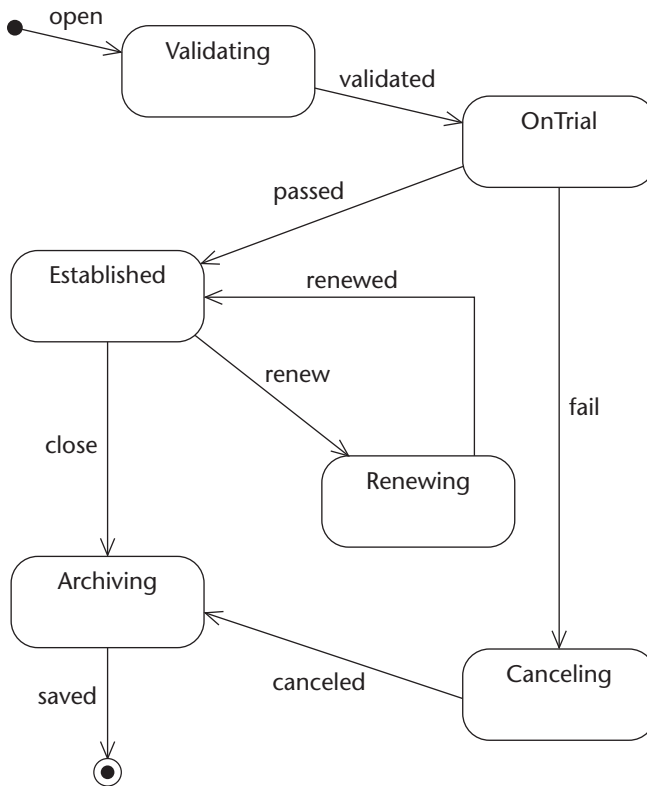 open
Validating
validated
OnTrial
passed
Established
renewed
renew
fail
close
Renewing
Archiving
canceled
Canceling
saved